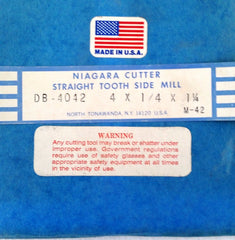 MADE IN U.S.A.
NIAGARA CUTTER
STRAIGHT TOOTH SIDE MILL
DB-4042 4 X 1/4 X 1¼
NORTH TONAWANDA, N.Y. 14120 U.S.A.
M-42
WARNING
Any cutting tool may break or shatter under
improper use. Government regulations
require use of safety glasses and other
appropriate safety equipment at all times
in the vicinity of use.